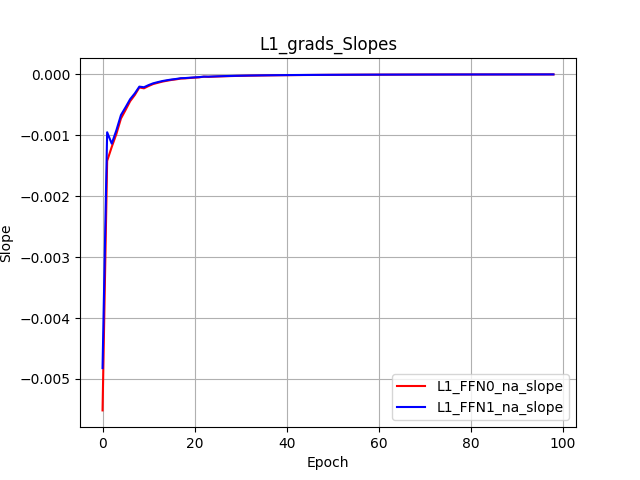 L1_grads_Slopes
0.000
−0.001
−0.002
−0.003
−0.004
−0.005
Slope
0 20 40 60 80 100
Epoch
L1_FFN0_na_slope
L1_FFN1_na_slope